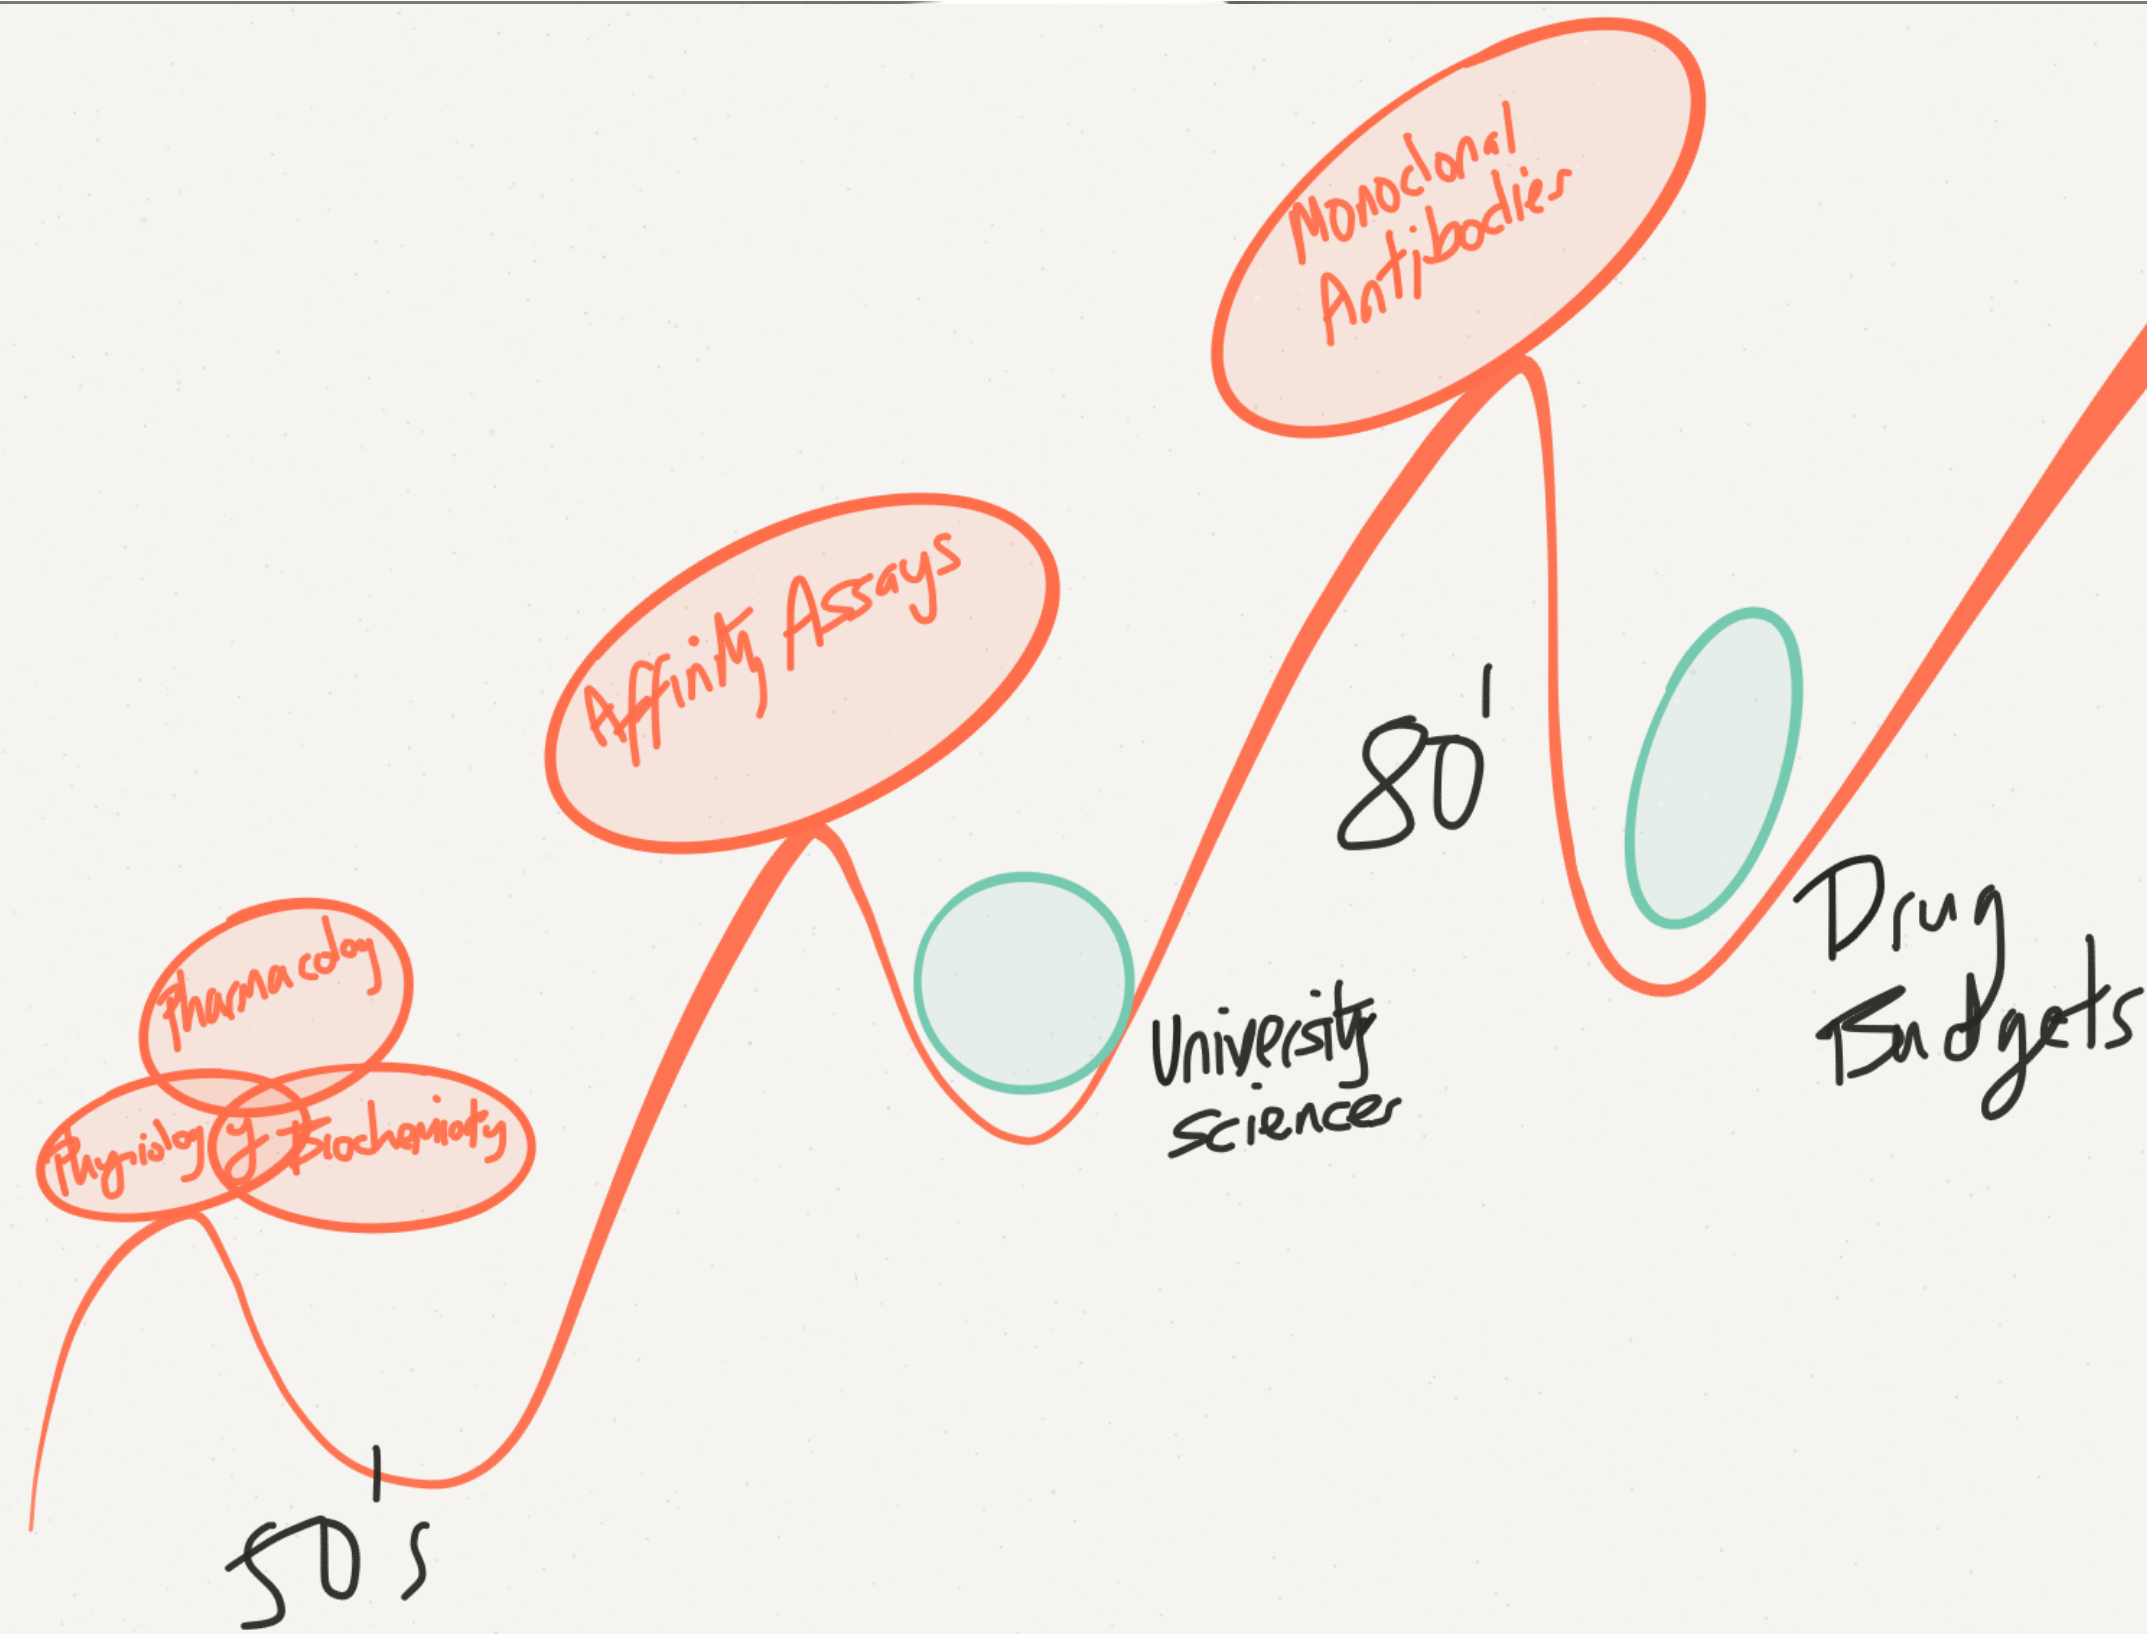 Monoclonal
Antibodies
Affinity Assays
80'
Drug
Budgets
Pharmacology
Physiology
Biochemistry
University
sciences
50's